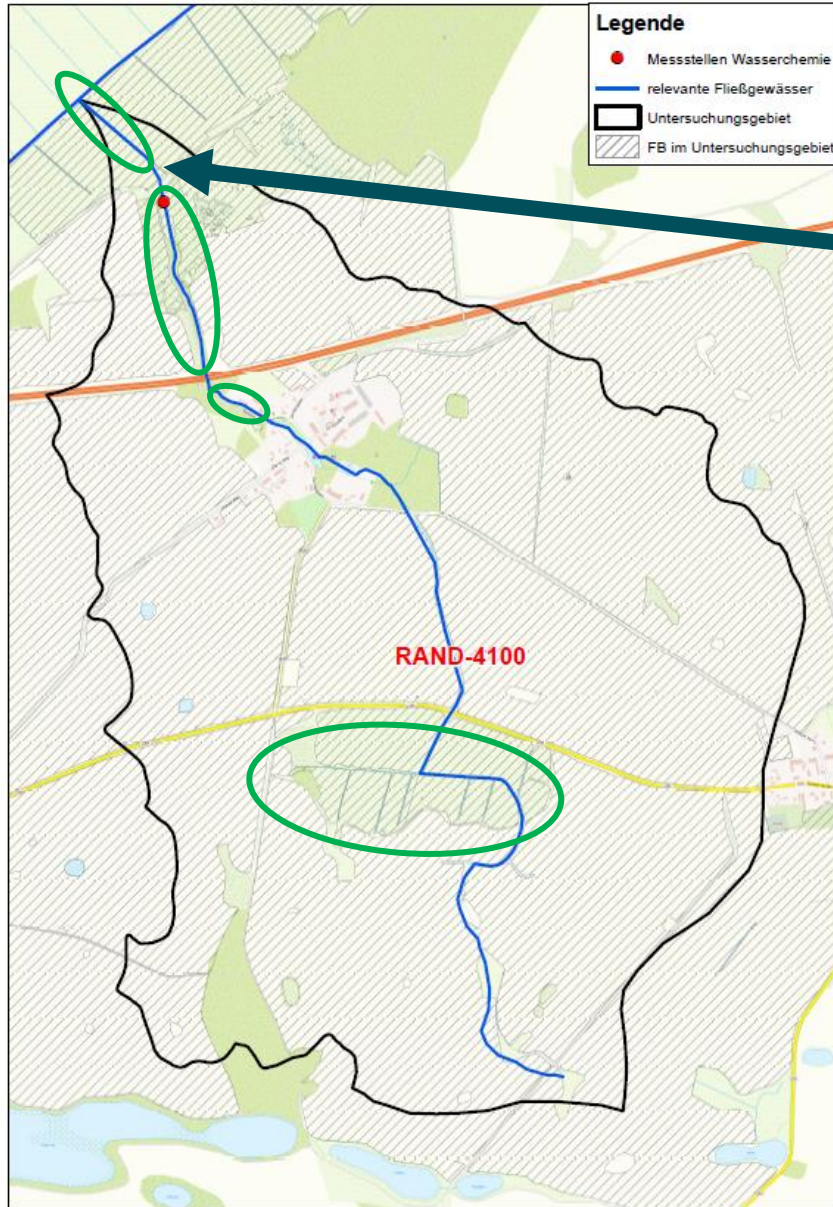 Legende
Messstellen Wasserchemie
relevante Fließgewässer
Untersuchungsgebiet
FB im Untersuchungsgebiet
RAND-4100